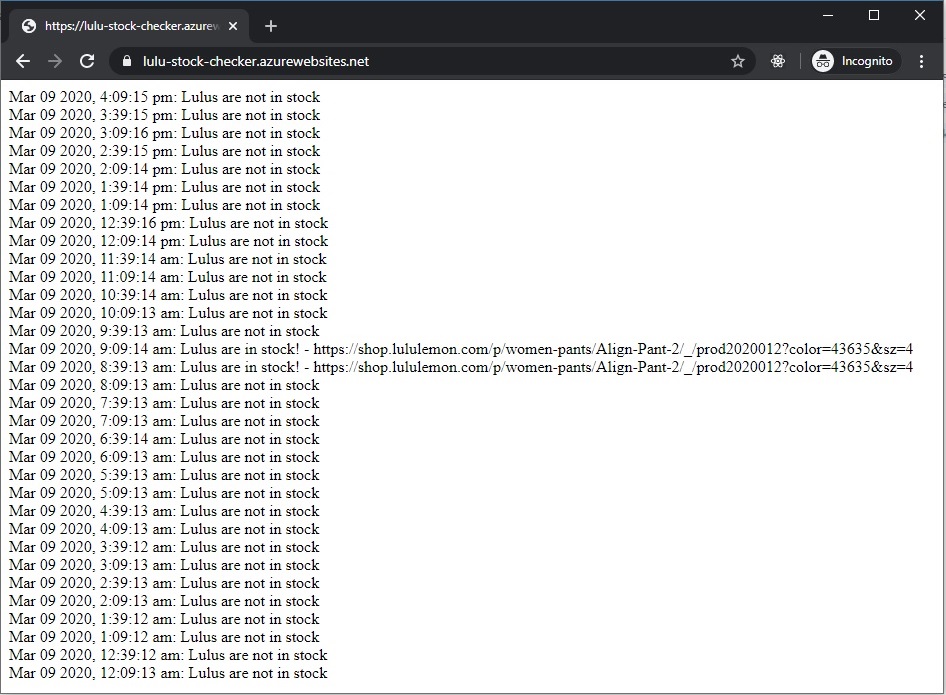 https://lulu-stock-checker.azurew
lulu-stock-checker.azurewebsites.net
Incognito
Mar 09 2020, 4:09:15 pm: Lulus are not in stock
Mar 09 2020, 3:39:15 pm: Lulus are not in stock
Mar 09 2020, 3:09:16 pm: Lulus are not in stock
Mar 09 2020, 2:39:15 pm: Lulus are not in stock
Mar 09 2020, 2:09:14 pm: Lulus are not in stock
Mar 09 2020, 1:39:14 pm: Lulus are not in stock
Mar 09 2020, 1:09:14 pm: Lulus are not in stock
Mar 09 2020, 12:39:16 pm: Lulus are not in stock
Mar 09 2020, 12:09:14 pm: Lulus are not in stock
Mar 09 2020, 11:39:14 am: Lulus are not in stock
Mar 09 2020, 11:09:14 am: Lulus are not in stock
Mar 09 2020, 10:39:14 am: Lulus are not in stock
Mar 09 2020, 10:09:13 am: Lulus are not in stock
Mar 09 2020, 9:39:13 am: Lulus are not in stock
Mar 09 2020, 9:09:14 am: Lulus are in stock! - https://shop.lululemon.com/p/women-pants/Align-Pant-2/_/prod2020012?color=43635&sz=4
Mar 09 2020, 8:39:13 am: Lulus are in stock! - https://shop.lululemon.com/p/women-pants/Align-Pant-2/_/prod2020012?color=43635&sz=4
Mar 09 2020, 8:09:13 am: Lulus are not in stock
Mar 09 2020, 7:39:13 am: Lulus are not in stock
Mar 09 2020, 7:09:13 am: Lulus are not in stock
Mar 09 2020, 6:39:14 am: Lulus are not in stock
Mar 09 2020, 6:09:13 am: Lulus are not in stock
Mar 09 2020, 5:39:13 am: Lulus are not in stock
Mar 09 2020, 5:09:13 am: Lulus are not in stock
Mar 09 2020, 4:39:13 am: Lulus are not in stock
Mar 09 2020, 4:09:13 am: Lulus are not in stock
Mar 09 2020, 3:39:12 am: Lulus are not in stock
Mar 09 2020, 3:09:13 am: Lulus are not in stock
Mar 09 2020, 2:39:13 am: Lulus are not in stock
Mar 09 2020, 2:09:13 am: Lulus are not in stock
Mar 09 2020, 1:39:12 am: Lulus are not in stock
Mar 09 2020, 1:09:12 am: Lulus are not in stock
Mar 09 2020, 12:39:12 am: Lulus are not in stock
Mar 09 2020, 12:09:13 am: Lulus are not in stock